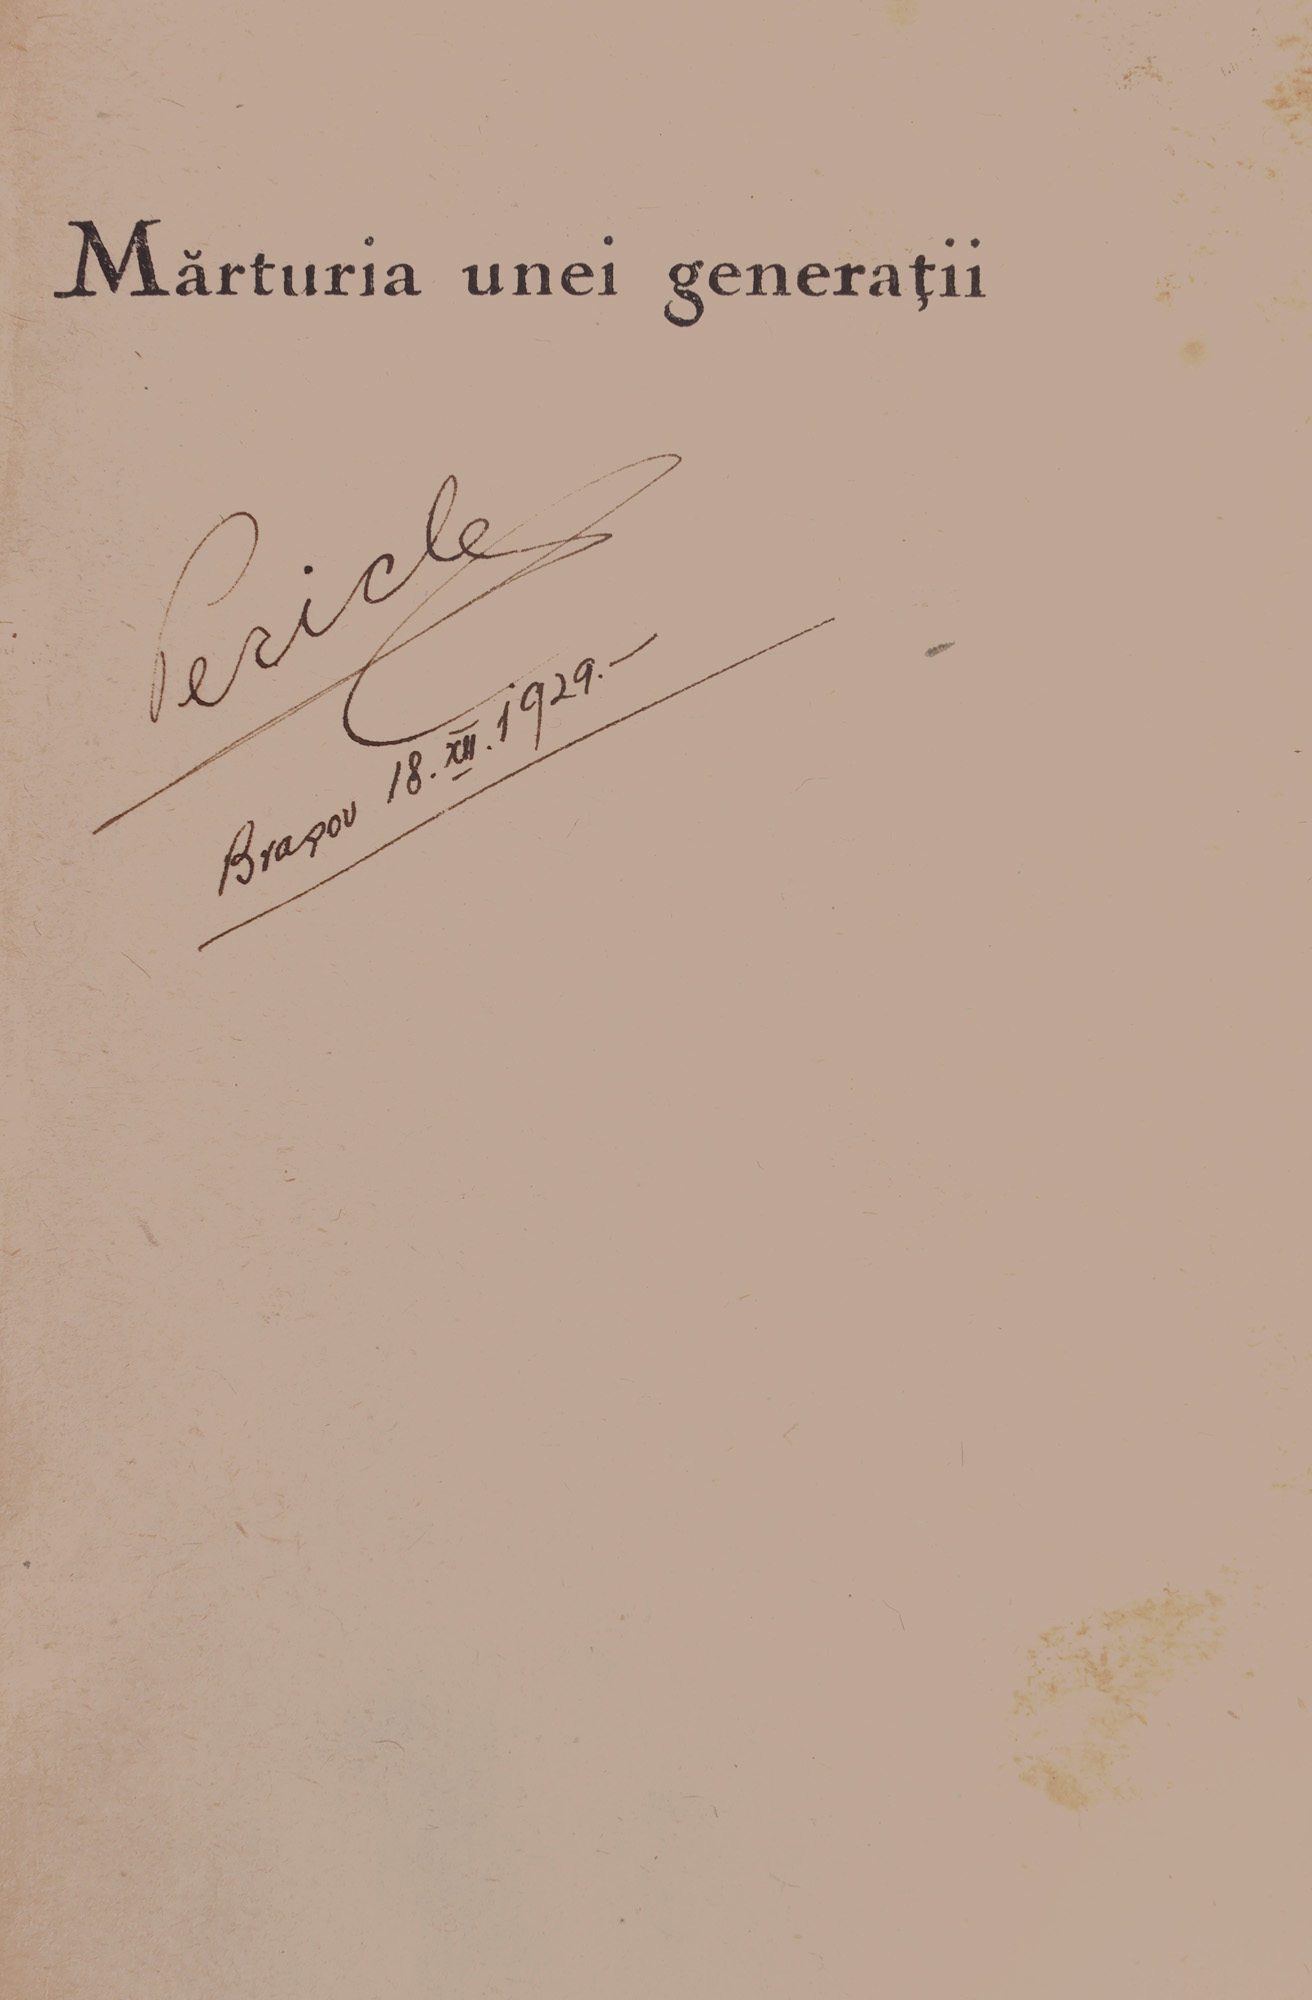 Mărturia unei generaţii
Pericle
Braşov 18.XII.1929.–